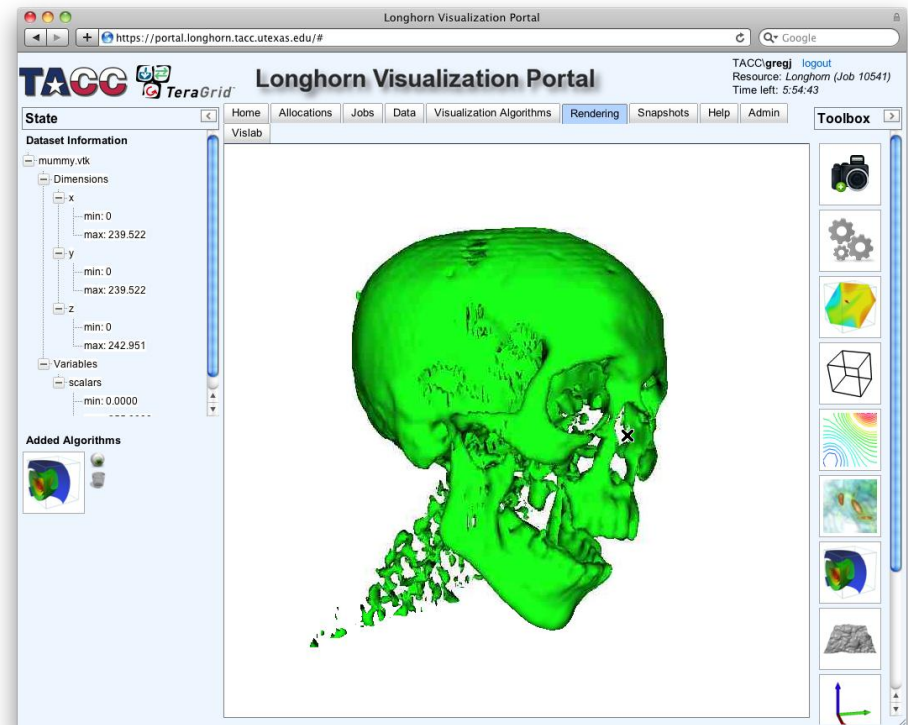 Longhorn Visualization Portal
https://portal.longhorn.tacc.utexas.edu/#
Google
TACC
TeraGrid
Longhorn Visualization Portal
TACC\gregj logout
Resource: Longhorn (Job 10541)
Time left: 5:54:43
State
Home Allocations Jobs Data Visualization Algorithms Rendering Snapshots Help Admin
Vislab
Toolbox
Dataset Information
mummy.vtk
Dimensions
x
min: 0
max: 239.522
y
min: 0
max: 239.522
z
min: 0
max: 242.951
Variables
scalars
min: 0.0000
Added Algorithms